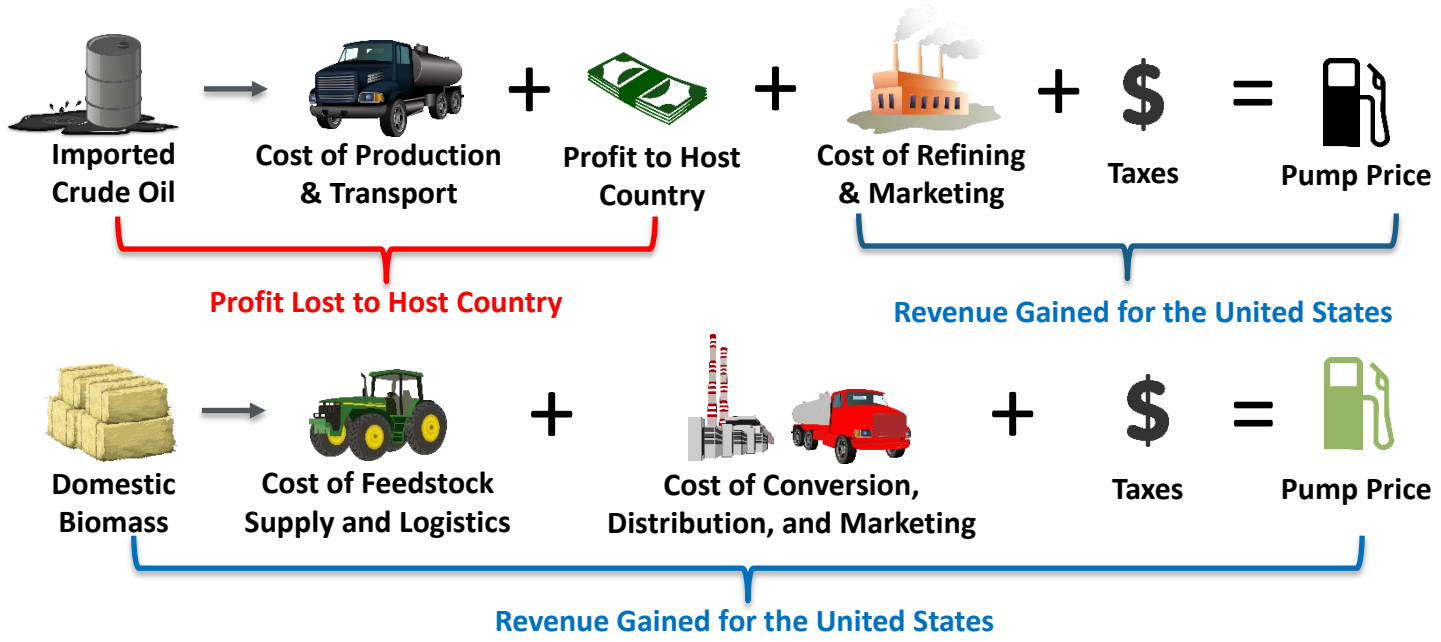 + + + $ =
Imported
Crude Oil
Cost of Production
& Transport
Profit to Host
Country
Cost of Refining
& Marketing
Taxes
Pump Price
Profit Lost to Host Country
Revenue Gained for the United States
+ + $ =
Domestic
Biomass
Cost of Feedstock
Supply and Logistics
Cost of Conversion,
Distribution, and Marketing
Taxes
Pump Price
Revenue Gained for the United States